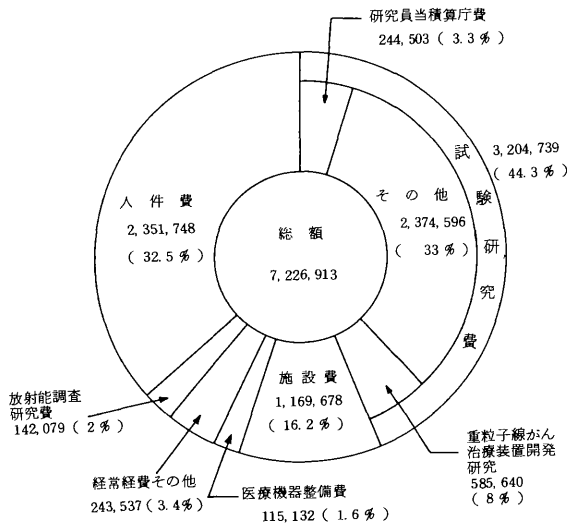 研究員当積算庁費
244,503 ( 3.3 % )
試験研究費
3,204,739
( 44.3 % )
その他
2,374,596
( 33 % )
人件費
2,351,748
( 32.5 % )
総額
7,226,913
施設費
1,169,678
( 16.2 % )
放射能調査
研究費
142,079 ( 2 % )
経常経費その他
243,537 ( 3.4 % )
医療機器整備費
115,132 ( 1.6 % )
重粒子線がん
治療装置開発
研究
585,640
( 8 % )